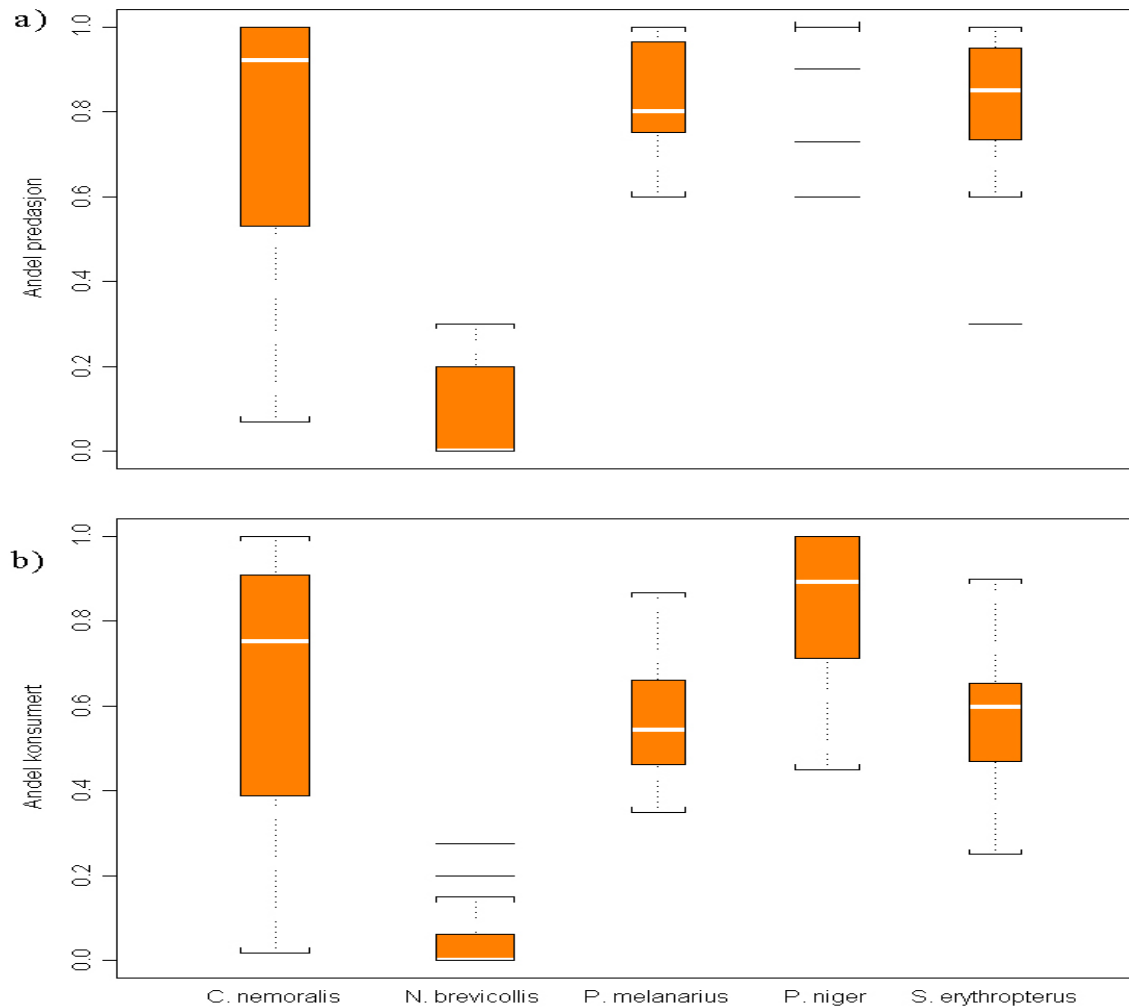 a)
1.0
0.8
0.6
0.4
0.2
0.0
Andel predasjon
b)
1.0
0.8
0.6
0.4
0.2
0.0
Andel konsumert
C. nemoralis N. brevicollis P. melanarius P. niger S. erythropterus